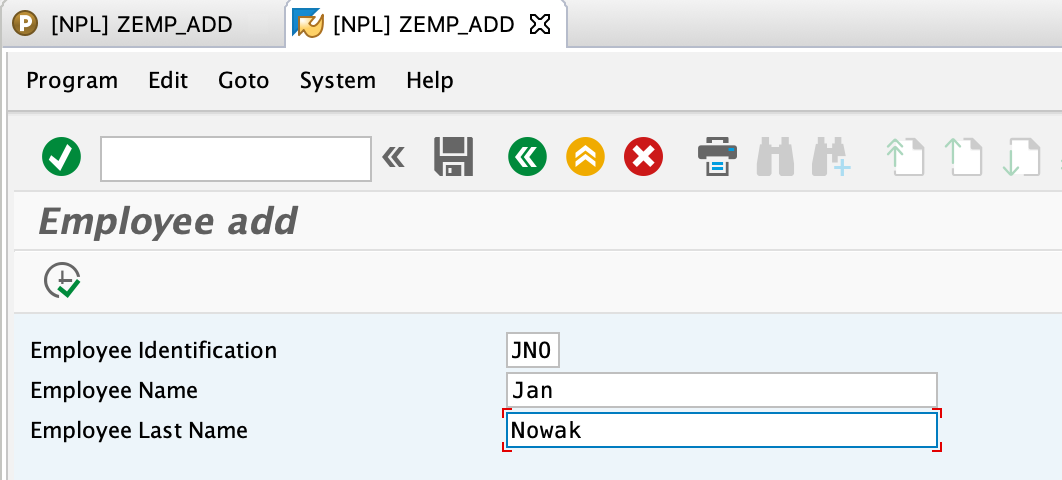 P [NPL] ZEMP_ADD [NPL] ZEMP_ADD
Program Edit Goto System Help
Employee add
Employee Identification JNO
Employee Name Jan
Employee Last Name Nowak